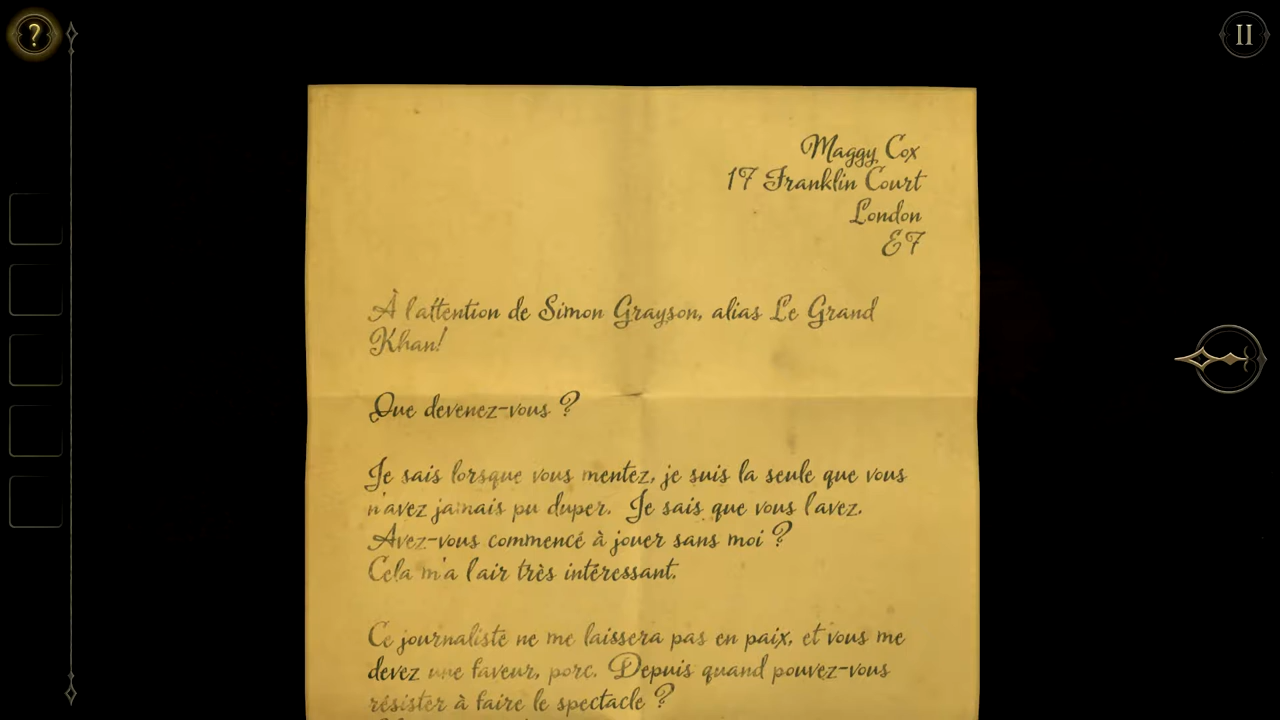 ?
II
Maggy Cox
17 Franklin Court
London
E7
À l'attention de Simon Grayson, alias Le Grand
Khan!
Que devenez-vous ?
Je sais lorsque vous mentez, je suis la seule que vous
n'avez jamais pu duper. Je sais que vous l'avez.
Avez-vous commencé à jouer sans moi ?
Cela m'a l'air très intéressant.
Ce journaliste ne me laissera pas en paix, et vous me
devez une faveur, porc. Depuis quand pouvez-vous
résister à faire le spectacle ?